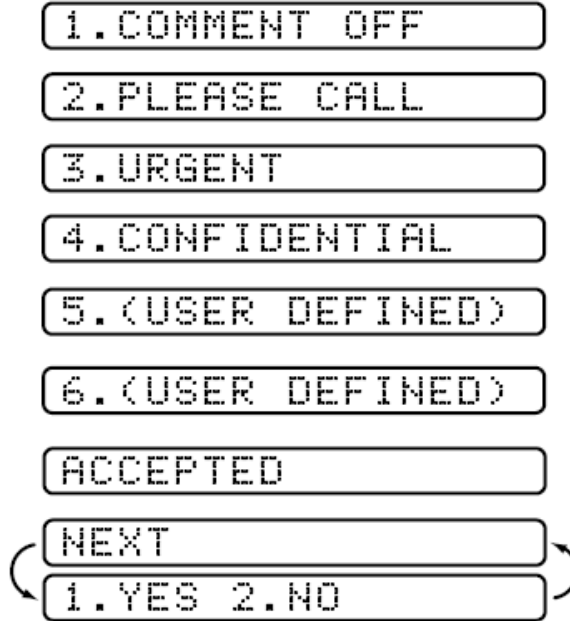 1.COMMENT OFF
2.PLEASE CALL
3.URGENT
4.CONFIDENTIAL
5.(USER DEFINED)
6.(USER DEFINED)
ACCEPTED
NEXT
1.YES 2.NO